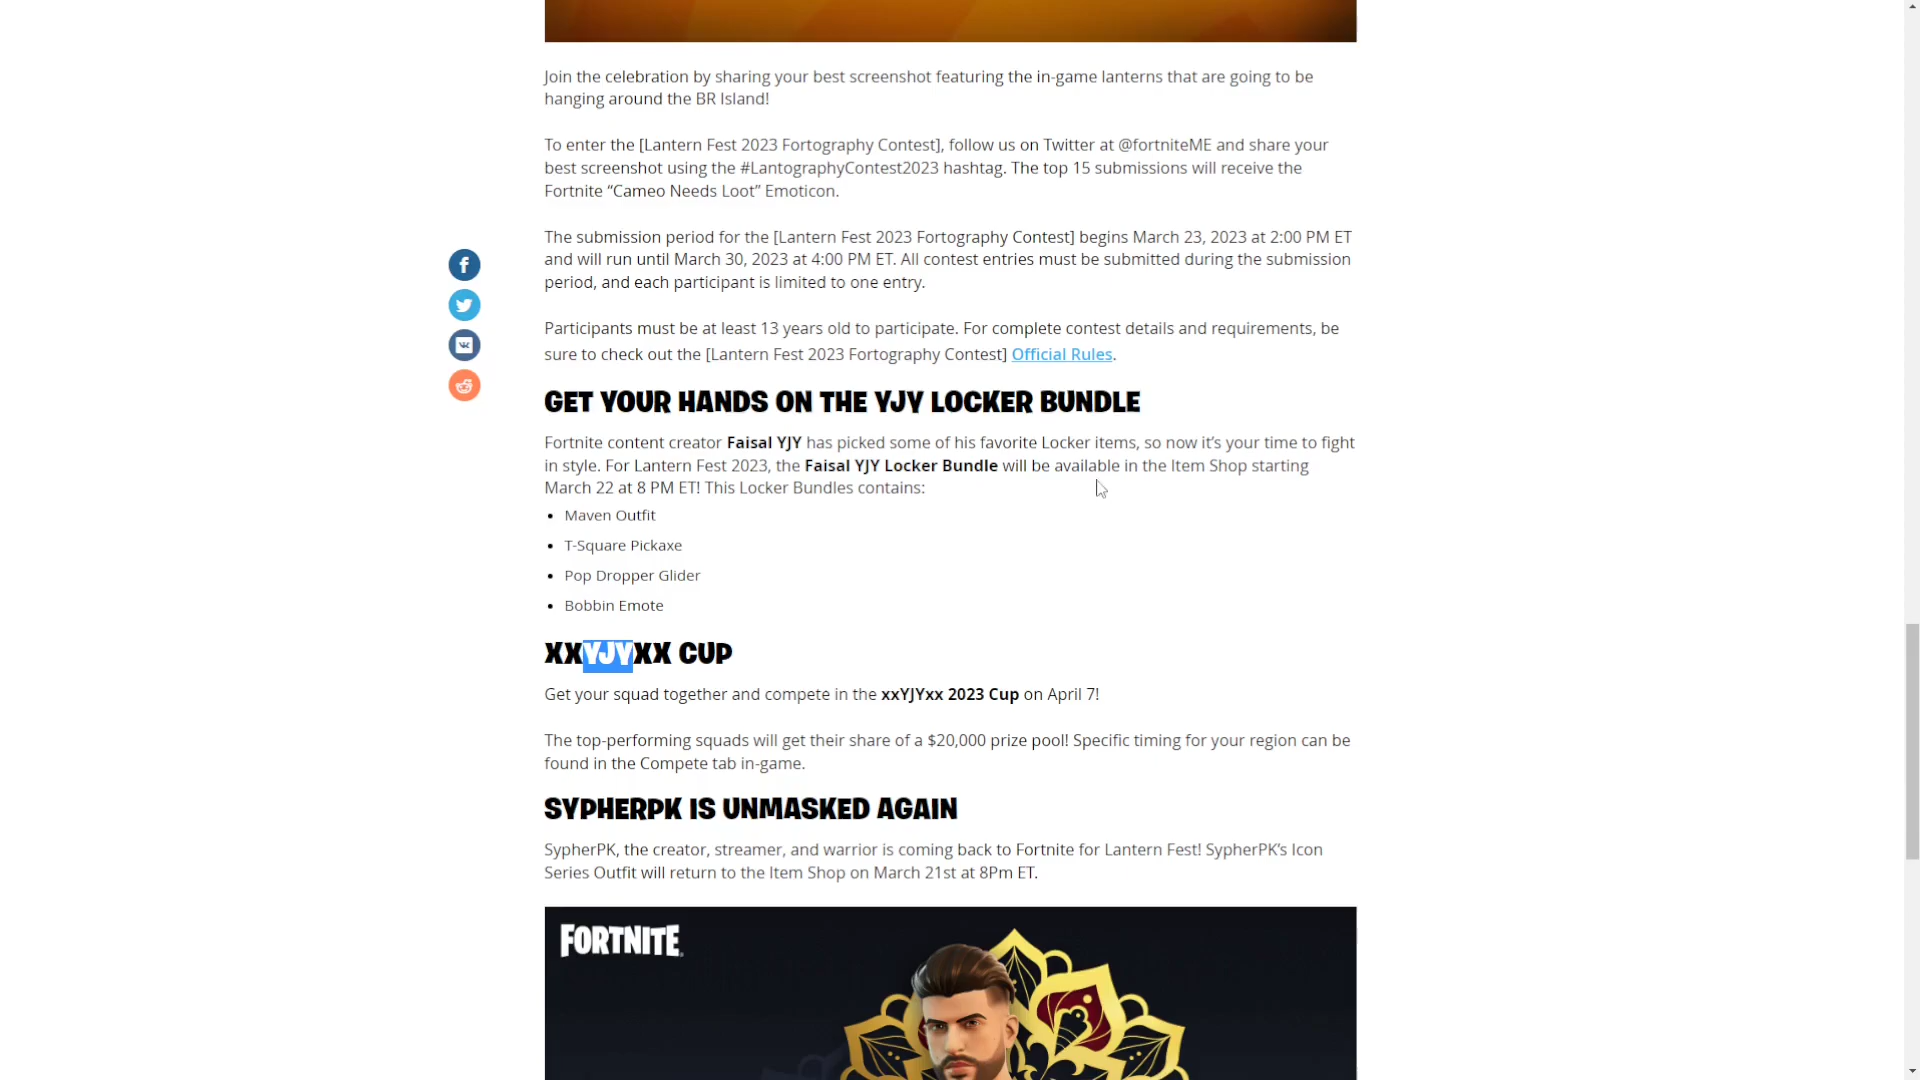 Join the celebration by sharing your best screenshot featuring the in-game lanterns that are going to be
hanging around the BR Island!
To enter the [Lantern Fest 2023 Fortography Contest], follow us on Twitter at @fortniteME and share your
best screenshot using the #LantographyContest2023 hashtag. The top 15 submissions will receive the
Fortnite “Cameo Needs Loot” Emoticon.
The submission period for the [Lantern Fest 2023 Fortography Contest] begins March 23, 2023 at 2:00 PM ET
and will run until March 30, 2023 at 4:00 PM ET. All contest entries must be submitted during the submission
period, and each participant is limited to one entry.
Participants must be at least 13 years old to participate. For complete contest details and requirements, be
sure to check out the [Lantern Fest 2023 Fortography Contest] Official Rules.
GET YOUR HANDS ON THE YJY LOCKER BUNDLE
Fortnite content creator Faisal YJY has picked some of his favorite Locker items, so now it’s your time to fight
in style. For Lantern Fest 2023, the Faisal YJY Locker Bundle will be available in the Item Shop starting
March 22 at 8 PM ET! This Locker Bundles contains:
• Maven Outfit
• T-Square Pickaxe
• Pop Dropper Glider
• Bobbin Emote
XXYJYXX CUP
Get your squad together and compete in the xxYJYxx 2023 Cup on April 7!
The top-performing squads will get their share of a $20,000 prize pool! Specific timing for your region can be
found in the Compete tab in-game.
SYPHERPK IS UNMASKED AGAIN
SypherPK, the creator, streamer, and warrior is coming back to Fortnite for Lantern Fest! SypherPK’s Icon
Series Outfit will return to the Item Shop on March 21st at 8Pm ET.
FORTNITE